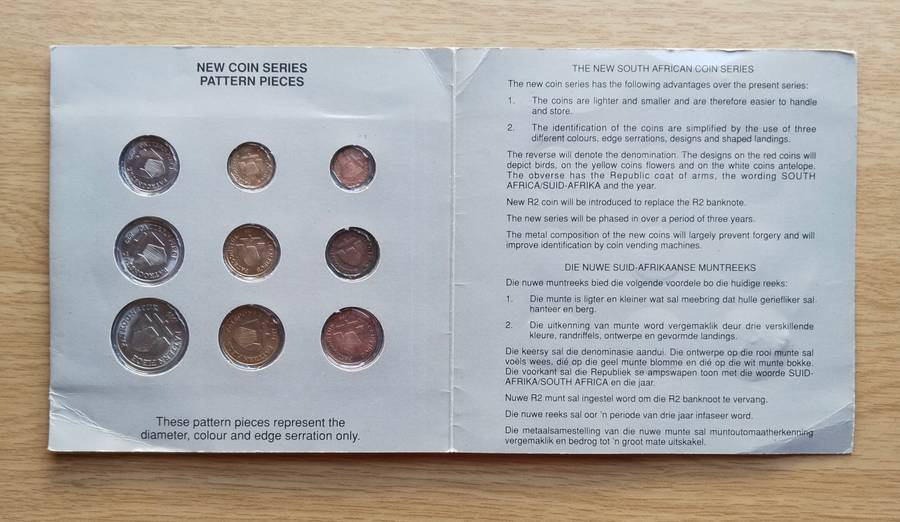 NEW COIN SERIES
PATTERN PIECES
These pattern pieces represent the
diameter, colour and edge serration only.
THE NEW SOUTH AFRICAN COIN SERIES
The new coin series has the following advantages over the present series:
1. The coins are lighter and smaller and are therefore easier to handle
and store.
2. The identification of the coins are simplified by the use of three
different colours, edge serrations, designs and shaped landings.
The reverse will denote the denomination. The designs on the red coins will
depict birds, on the yellow coins flowers and on the white coins antelope.
The obverse has the Republic coat of arms, the wording SOUTH
AFRICA/SUID-AFRIKA and the year.
New R2 coin will be introduced to replace the R2 banknote.
The new series will be phased in over a period of three years.
The metal composition of the new coins will largely prevent forgery and will
improve identification by coin vending machines.
DIE NUWE SUID-AFRIKAANSE MUNTREEKS
Die nuwe muntreeks bied die volgende voordele bo die huidige reeks:
1. Die munte is ligter en kleiner wat sal meebring dat hulle geriefliker sal
hanteer en berg.
2. Die uitkenning van munte word vergemaklik deur drie verskillende
kleure, randriffels, ontwerpe en gevormde landings.
Die keersy sal die denominasie aandui. Die ontwerpe op die rooi munte sal
voels wees, dié op die geel munte blomme en dié op die wit munte bokke.
Die voorkant sal die Republiek se ampswapen toon met die woorde SUID-
AFRIKA/SOUTH AFRICA en die jaar.
Nuwe R2 munt sal ingestel word om die R2 banknoot te vervang.
Die nuwe reeks sal oor 'n periode van drie jaar infaseer word.
Die metaalsamestelling van die nuwe munte sal muntoutomaatherkenning
vergemaklik en bedrog tot 'n groot mate uitskakel.